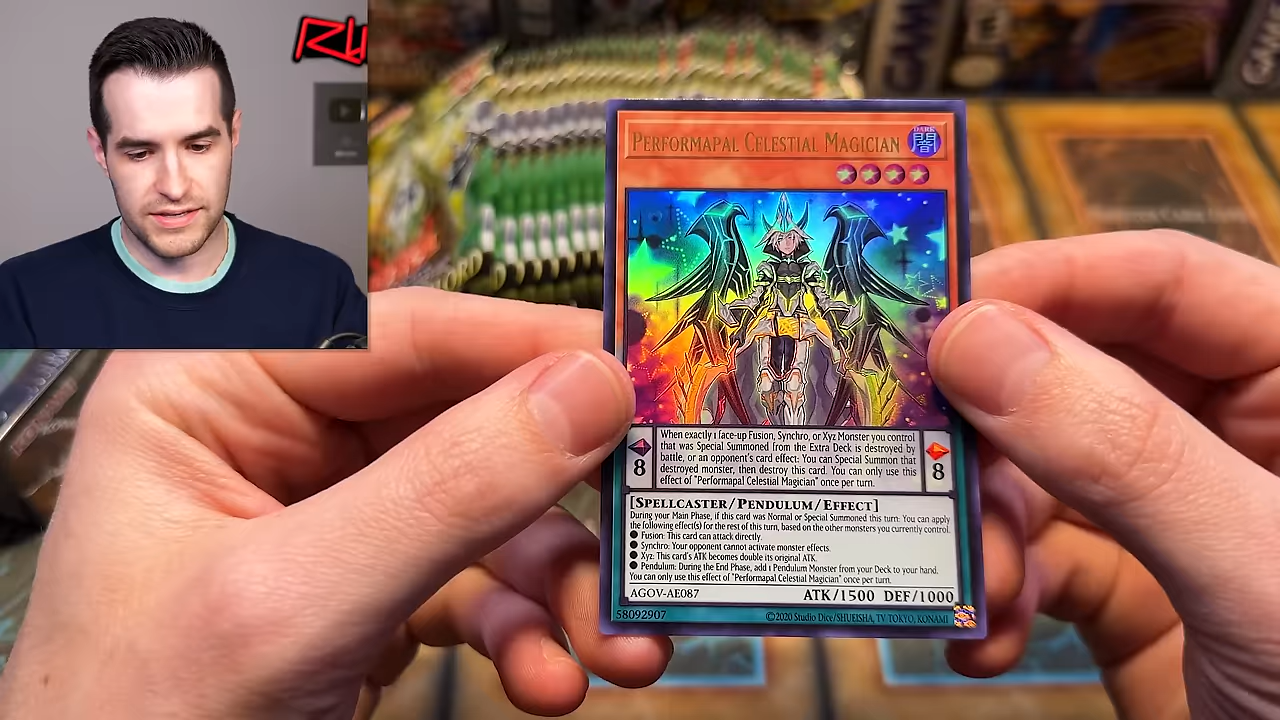 PERFORMAPAL CELESTIAL MAGICIAN
DARK
闇
When exactly 1 face-up Fusion, Synchro, or Xyz Monster you control
that was Special Summoned from the Extra Deck is destroyed by
battle, or an opponent's card effect: You can Special Summon that
destroyed monster, then destroy this card. You can only use this
effect of "Performapal Celestial Magician" once per turn.
8
8
[SPELLCASTER/PENDULUM/EFFECT]
During your Main Phase, if this card was Normal or Special Summoned this turn: You can apply
the following effect(s) for the rest of this turn, based on the other monsters you currently control.
● Fusion: This card can attack directly.
● Synchro: Your opponent cannot activate monster effects.
● Xyz: This card's ATK becomes double its original ATK.
● Pendulum: During the End Phase, add 1 Pendulum Monster from your Deck to your hand.
You can only use this effect of "Performapal Celestial Magician" once per turn.
AGOV-AE087
ATK/1500 DEF/1000
58092907
©2020 Studio Dice/SHUEISHA, TV TOKYO, KONAMI